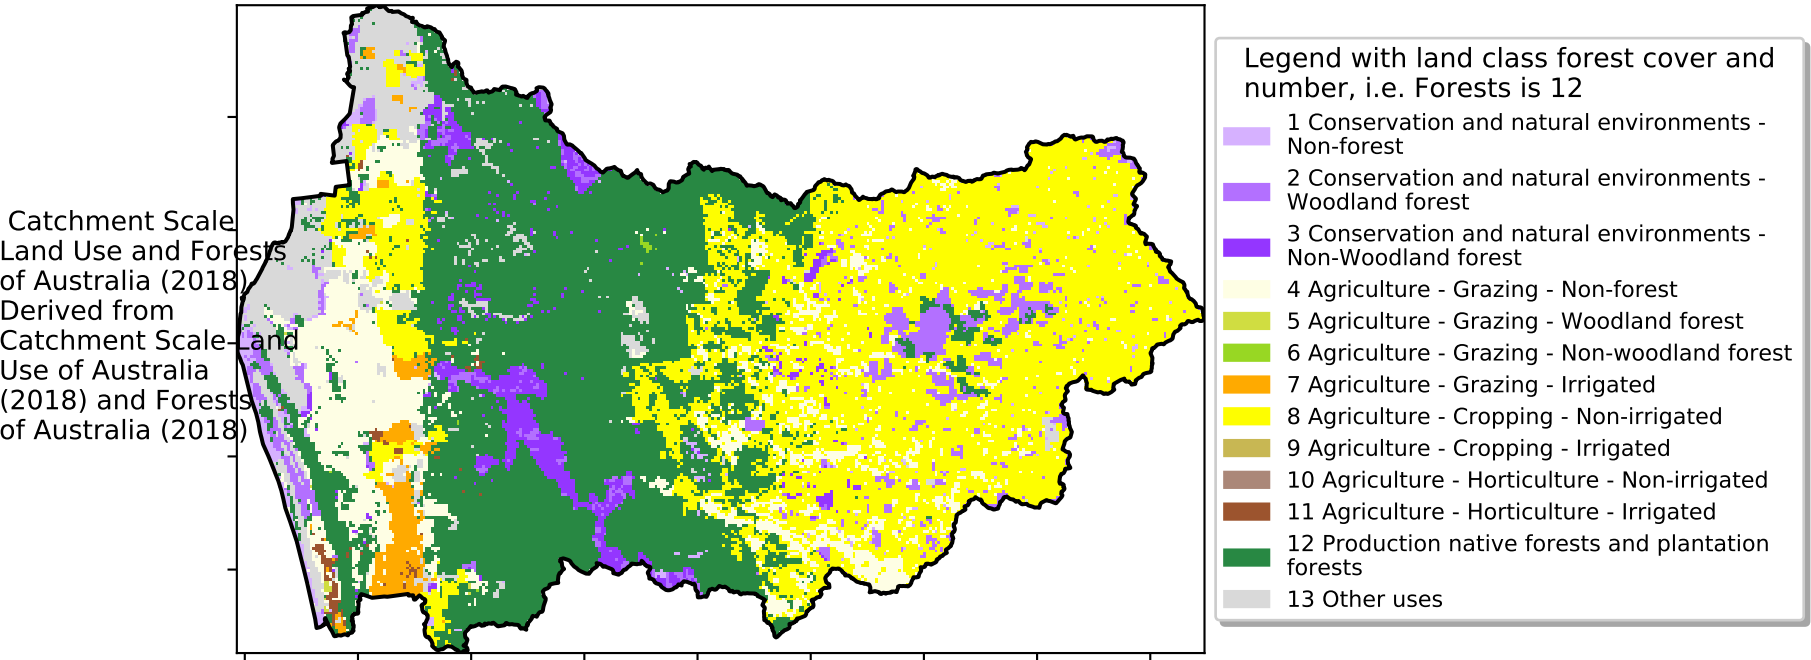 Catchment Scale
Land Use and Forests
of Australia (2018)
Derived from
Catchment Scale Land
Use of Australia
(2018) and Forests
of Australia (2018)
Legend with land class forest cover and
number, i.e. Forests is 12
1 Conservation and natural environments -
Non-forest
2 Conservation and natural environments -
Woodland forest
3 Conservation and natural environments -
Non-Woodland forest
4 Agriculture - Grazing - Non-forest
5 Agriculture - Grazing - Woodland forest
6 Agriculture - Grazing - Non-woodland forest
7 Agriculture - Grazing - Irrigated
8 Agriculture - Cropping - Non-irrigated
9 Agriculture - Cropping - Irrigated
10 Agriculture - Horticulture - Non-irrigated
11 Agriculture - Horticulture - Irrigated
12 Production native forests and plantation
forests
13 Other uses